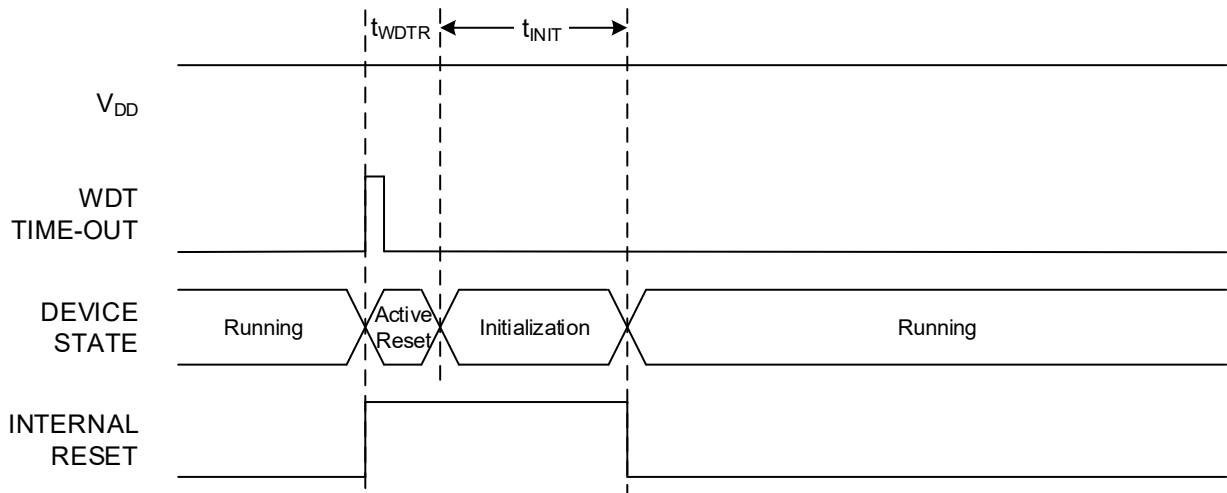 tWDTR
tINIT
VDD
WDT
TIME-OUT
DEVICE
STATE
Running
Active
Reset
Initialization
Running
INTERNAL
RESET